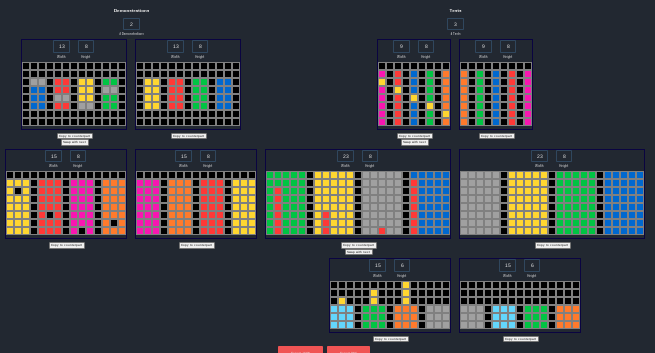 Demonstrations Tests
2 3
# Demonstrations # Tests
13 8 13 8 9 8 9 8
Width Height Width Height Width Height Width Height
Copy to counterpart Copy to counterpart Copy to counterpart Copy to counterpart
Swap with next Swap with next
15 8 15 8 23 8 23 8
Width Height Width Height Width Height Width Height
Copy to counterpart Copy to counterpart Copy to counterpart Copy to counterpart
Swap with next
15 6 15 6
Width Height Width Height
Copy to counterpart Copy to counterpart